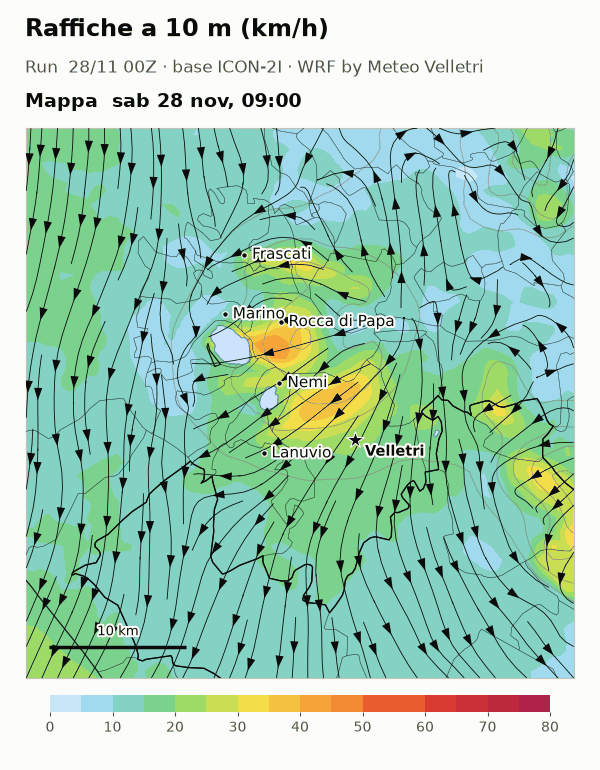 Raffiche a 10 m (km/h)
Run  28/11 00Z · base ICON-2I · WRF by Meteo Velletri
Mappa  sab 28 nov, 09:00
Frascati
Marino
Rocca di Papa
Nemi
Velletri
Lanuvio
10 km
0 10 20 30 40 50 60 70 80